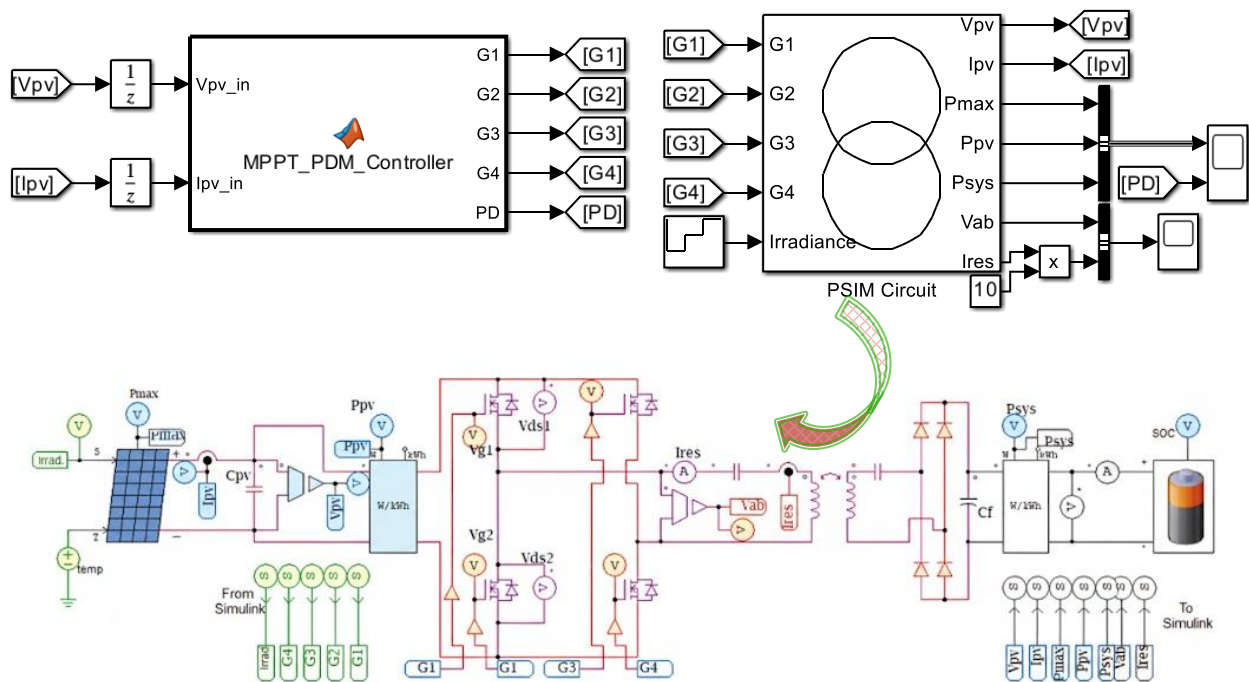 [Vpv]
1
z
Vpv_in
[Ipv]
1
z
Ipv_in
MPPT_PDM_Controller
G1
G2
G3
G4
PD
[G1]
[G2]
[G3]
[G4]
[PD]
[G1]
[G2]
[G3]
[G4]
G1
G2
G3
G4
Irradiance
Vpv
Ipv
Pmax
Ppv
Psys
Vab
Ires
[Vpv]
[Ipv]
[PD]
x
10
PSIM Circuit
Pmax
V
V
Pmax
Irrad.
S
+
V
Ipv
Cpv
Ppv
V
Ppv
W
kWh
V
Vpv
W/kWh
z
−
temp
V
Vg1
V
Vds1
V
Vg2
V
Vds2
V
V
Ires
A
Ires
Vab
V
Cf
Psys
V
Psys
W
kWh
W/kWh
A
V
SOC
V
+
From
Simulink
S
S
S
S
S
Irrad
G4
G3
G2
G1
G1
G1
G3
G4
S
S
S
S
S
S
S
To
Simulink
Vpv
Ipv
Pmax
Ppv
Psys
Vab
Ires